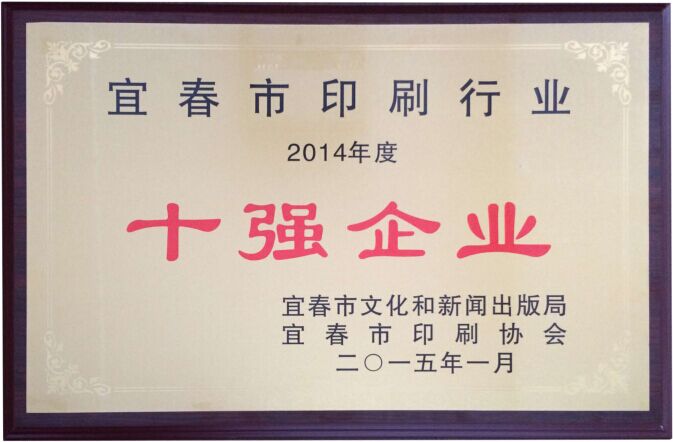 宜春市印刷行业
2014年度
十强企业
宜春市文化和新闻出版局
宜春市印刷协会
二〇一五年一月